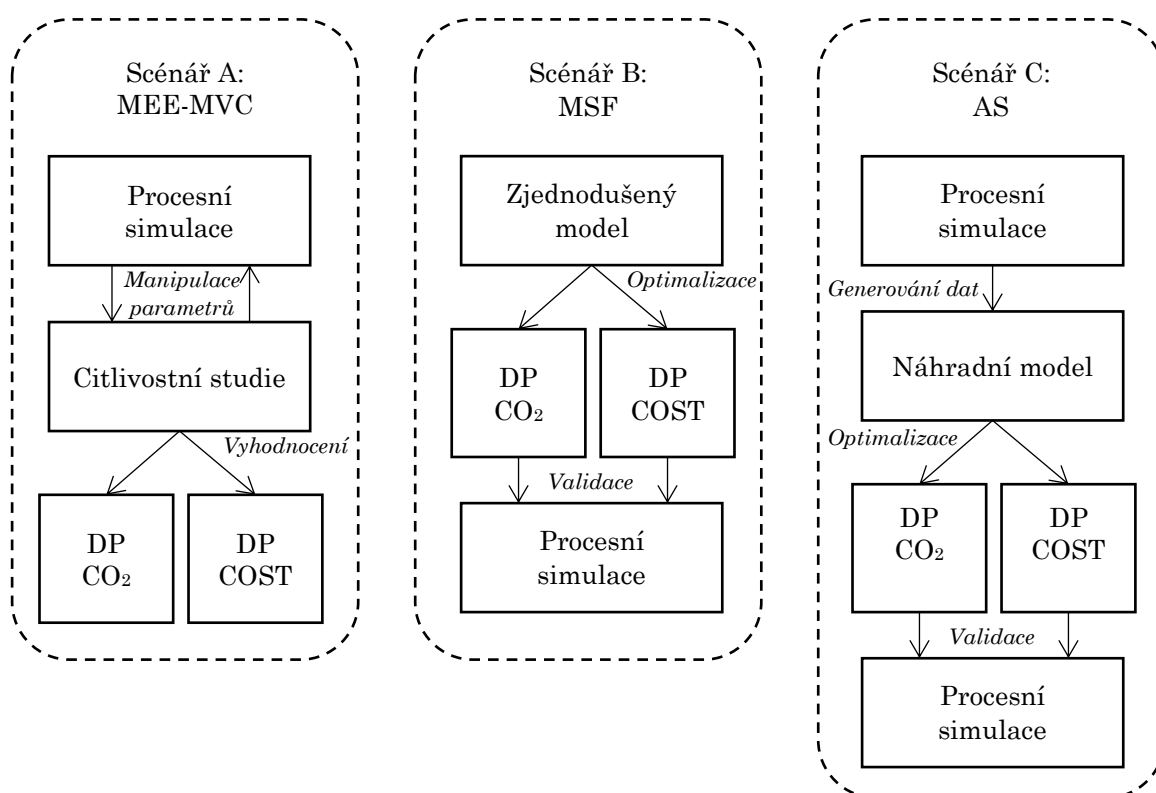 Scénář A:
MEE-MVC
Procesní
simulace
Manipulace
parametrů
Citlivostní studie
Vyhodnocení
DP
CO₂
DP
COST
Scénář B:
MSF
Zjednodušený
model
Optimalizace
DP
CO₂
DP
COST
Validace
Procesní
simulace
Scénář C:
AS
Procesní
simulace
Generování dat
Náhradní model
Optimalizace
DP
CO₂
DP
COST
Validace
Procesní
simulace